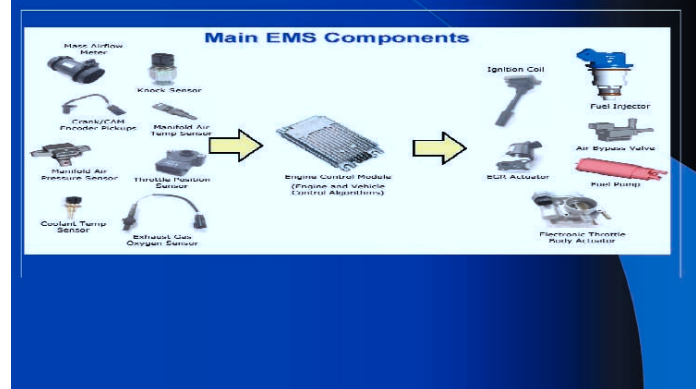 Main EMS Components
Mass Airflow
Meter
Knock Sensor
Crank/CAM
Encoder Pickups
Manifold Air
Temp Sensor
Manifold Air
Pressure Sensor
Throttle Position
Sensor
Coolant Temp
Sensor
Exhaust Gas
Oxygen Sensor
Engine Control Module
(Engine and Vehicle
Control Algorithms)
Ignition Coil
Fuel Injector
Air Bypass Valve
EGR Actuator
Fuel Pump
Electronic Throttle
Body Actuator